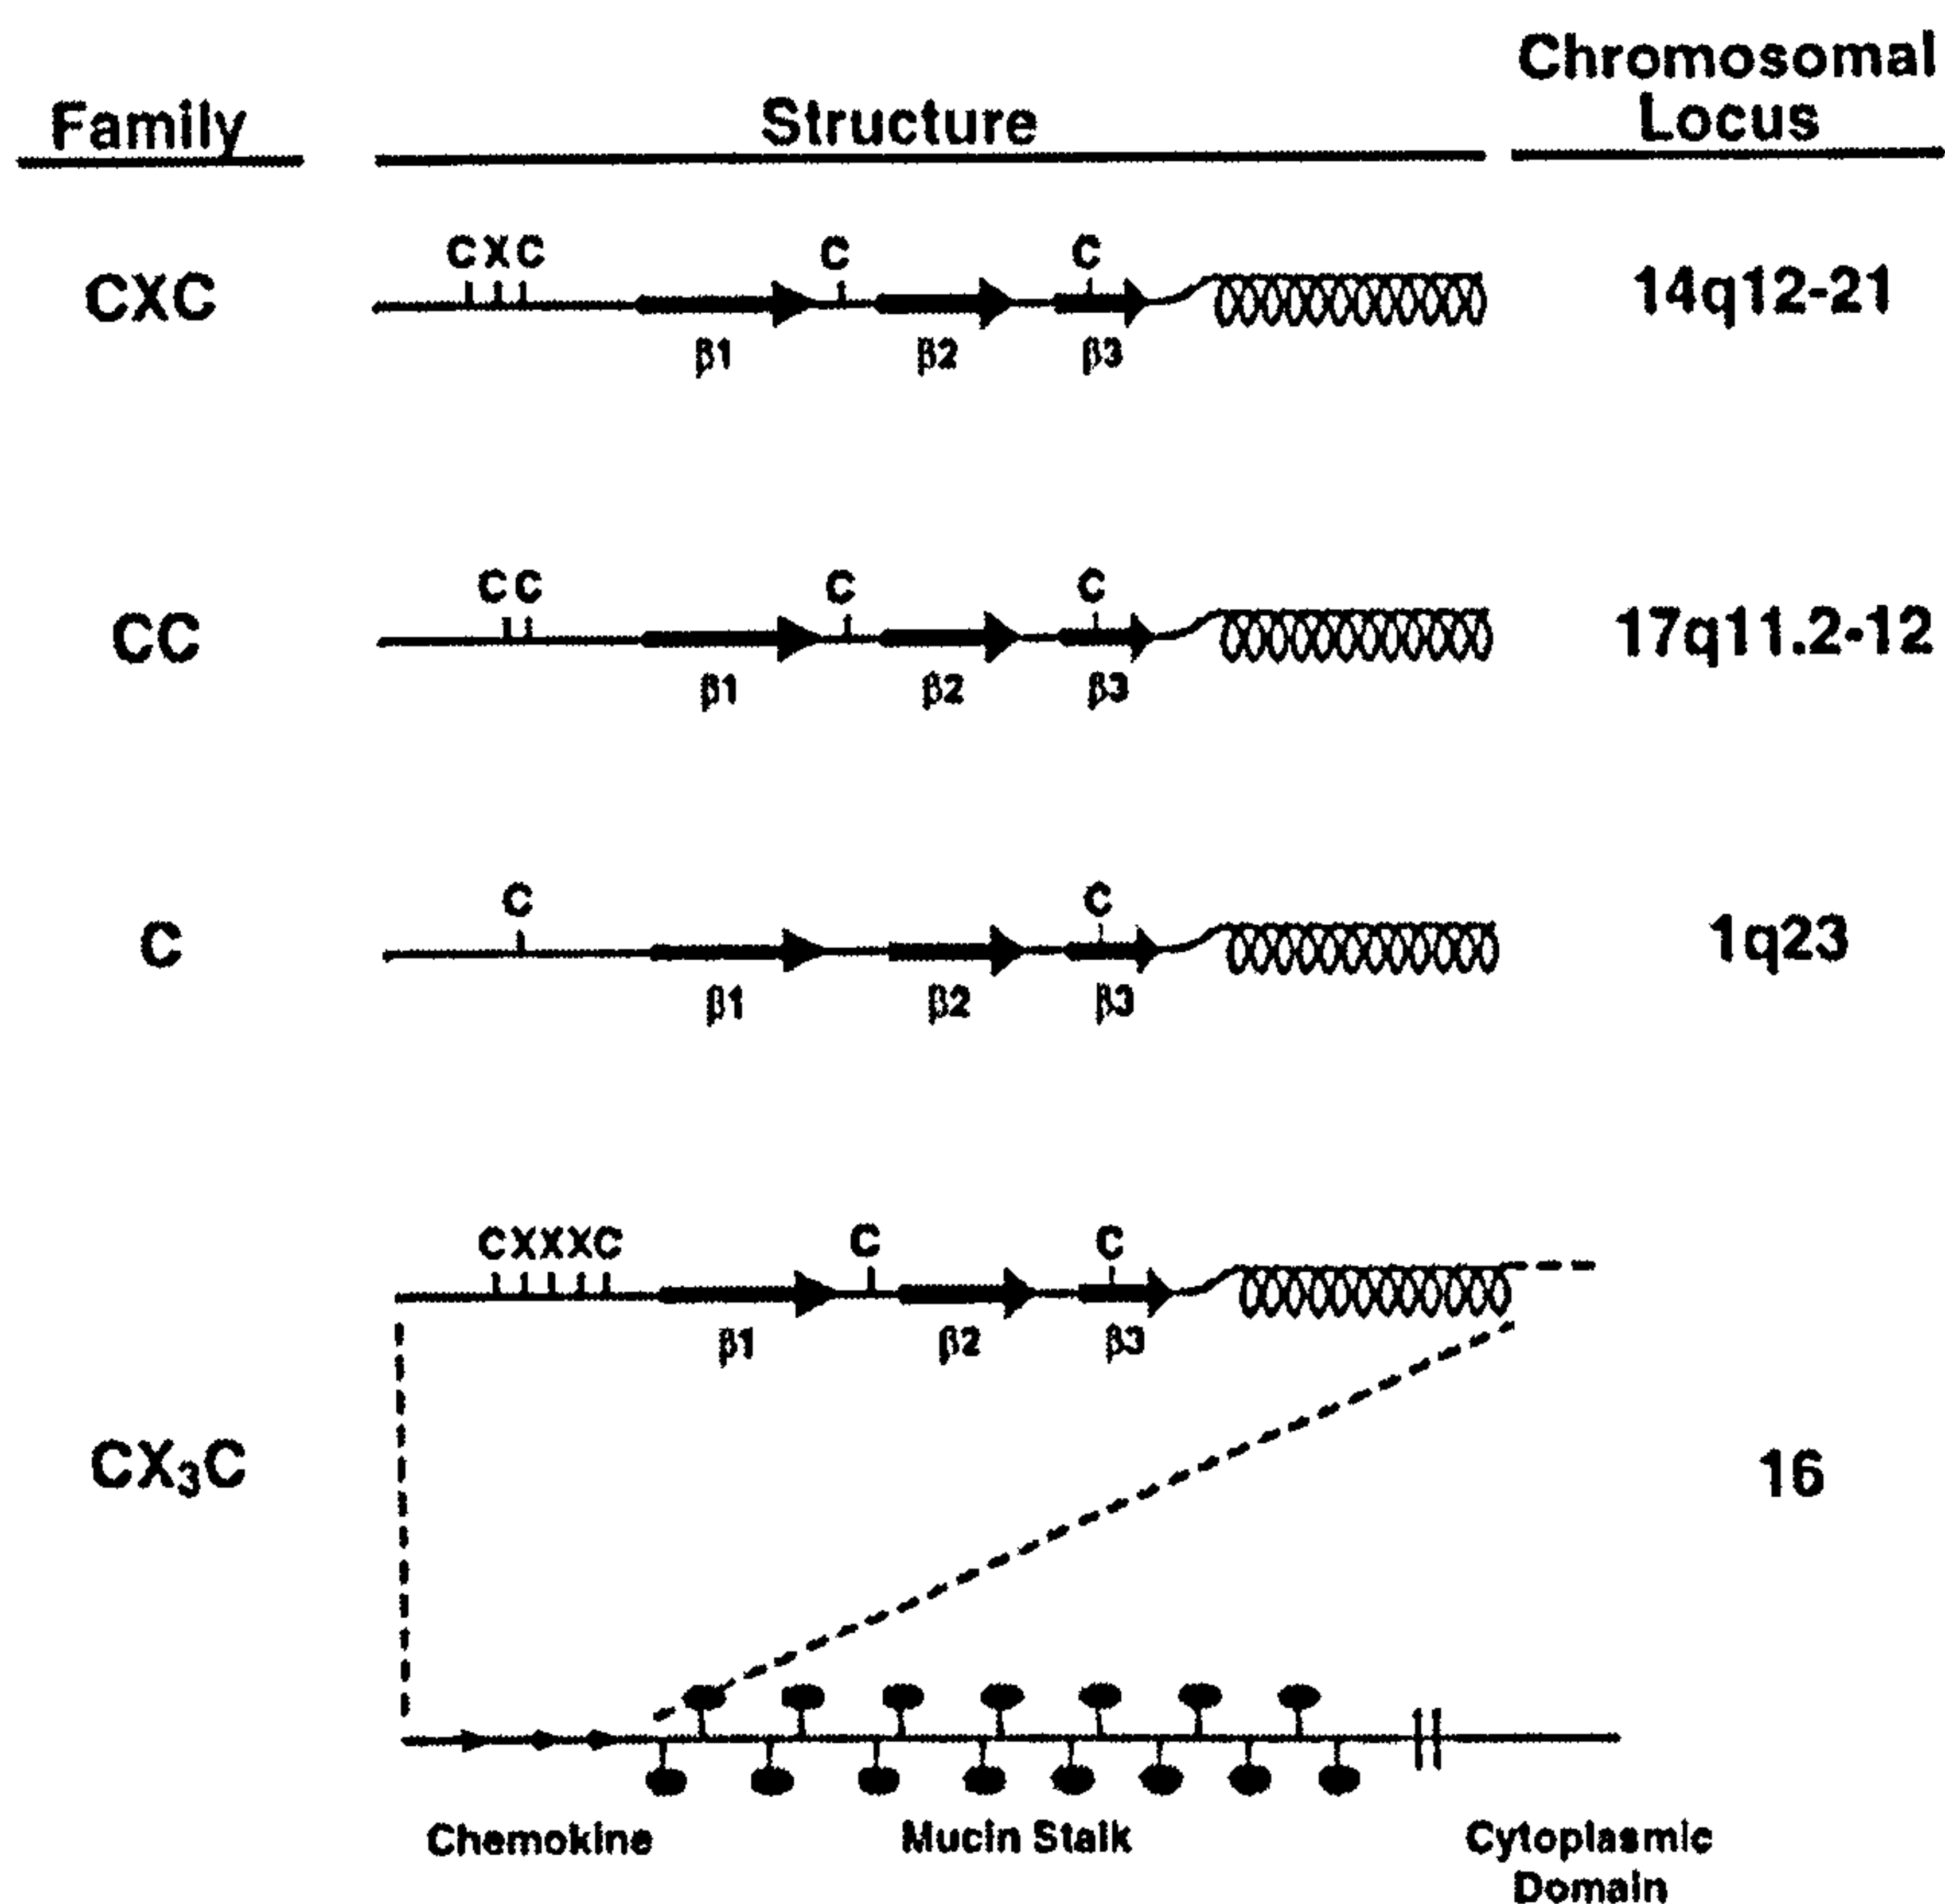 Family Structure Chromosomal Locus
CXC C C
CXC 14q12-21
β1 β2 β3
CC C C
CC 17q11.2-12
β1 β2 β3
C C
C 1q23
β1 β2 β3
CXXXC C C
β1 β2 β3
CX₃C 16
Chemokine Mucin Stalk Cytoplasmic
Domain